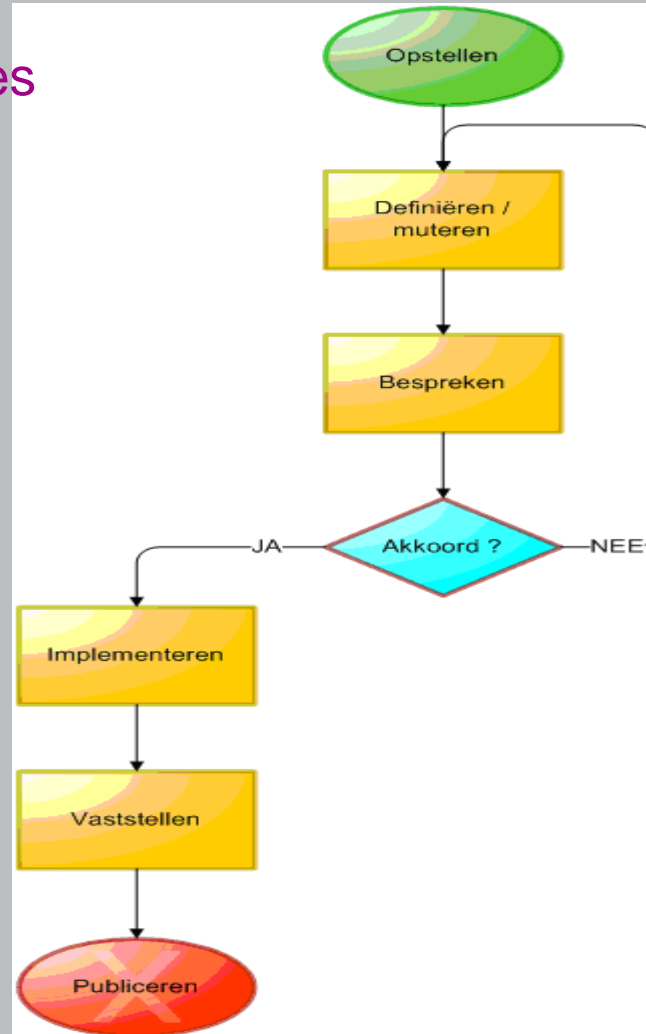 es
Opstellen
Definiëren /
muteren
Bespreken
Akkoord ?
JA
NEE
Implementeren
Vaststellen
Publiceren